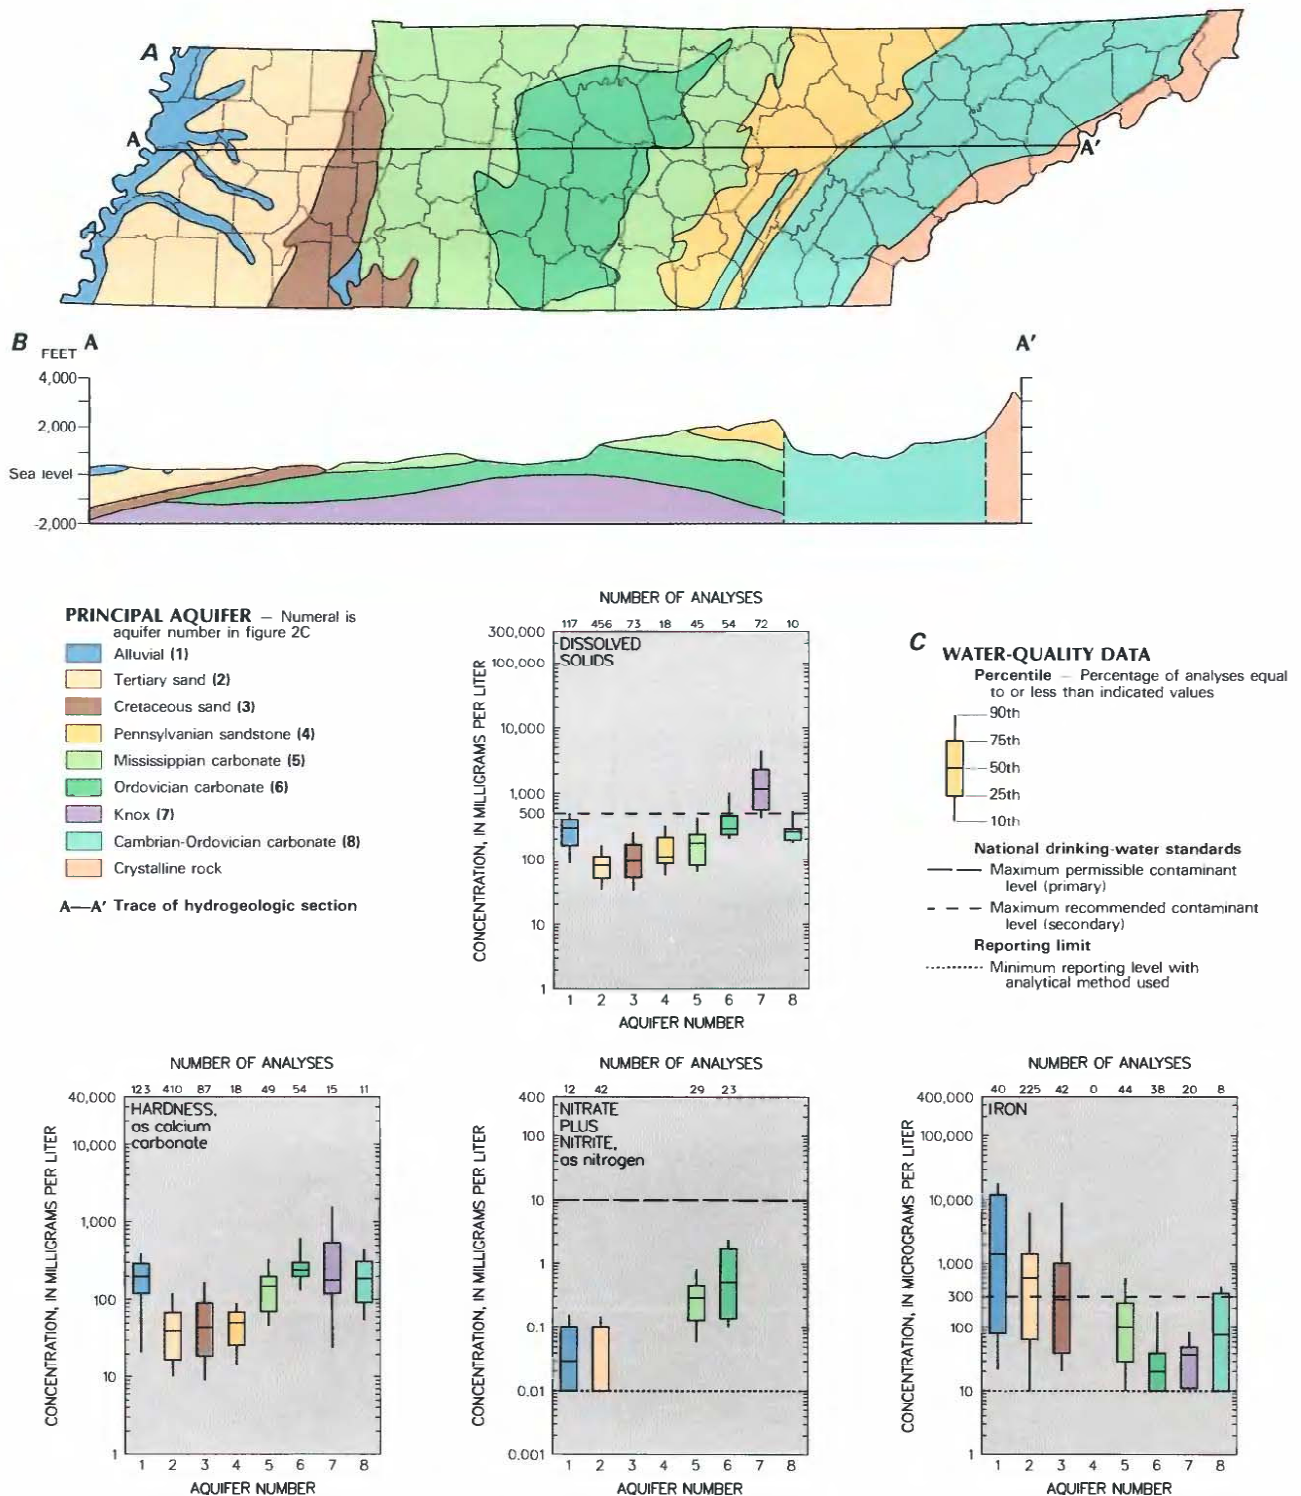 A
A
A'
B
FEET
A
A'
4,000
2,000
Sea level
-2,000
PRINCIPAL AQUIFER — Numeral is
aquifer number in figure 2C
Alluvial (1)
Tertiary sand (2)
Cretaceous sand (3)
Pennsylvanian sandstone (4)
Mississippian carbonate (5)
Ordovician carbonate (6)
Knox (7)
Cambrian-Ordovician carbonate (8)
Crystalline rock
A—A' Trace of hydrogeologic section
NUMBER OF ANALYSES
117 456 73 18 45 54 72 10
DISSOLVED
SOLIDS
CONCENTRATION, IN MILLIGRAMS PER LITER
300,000
100,000
10,000
1,000
500
100
10
1
1 2 3 4 5 6 7 8
AQUIFER NUMBER
C
WATER-QUALITY DATA
Percentile — Percentage of analyses equal
to or less than indicated values
90th
75th
50th
25th
10th
National drinking-water standards
Maximum permissible contaminant
level (primary)
Maximum recommended contaminant
level (secondary)
Reporting limit
Minimum reporting level with
analytical method used
NUMBER OF ANALYSES
123 410 87 18 49 54 15 11
HARDNESS,
as calcium
carbonate
CONCENTRATION, IN MILLIGRAMS PER LITER
40,000
10,000
1,000
100
10
1
1 2 3 4 5 6 7 8
AQUIFER NUMBER
NUMBER OF ANALYSES
12 42 29 23
NITRATE
PLUS
NITRITE,
as nitrogen
CONCENTRATION, IN MILLIGRAMS PER LITER
400
100
10
1
0.1
0.01
0.001
1 2 3 4 5 6 7 8
AQUIFER NUMBER
NUMBER OF ANALYSES
40 225 42 0 44 38 20 8
IRON
CONCENTRATION, IN MICROGRAMS PER LITER
400,000
100,000
10,000
1,000
300
100
10
1
1 2 3 4 5 6 7 8
AQUIFER NUMBER